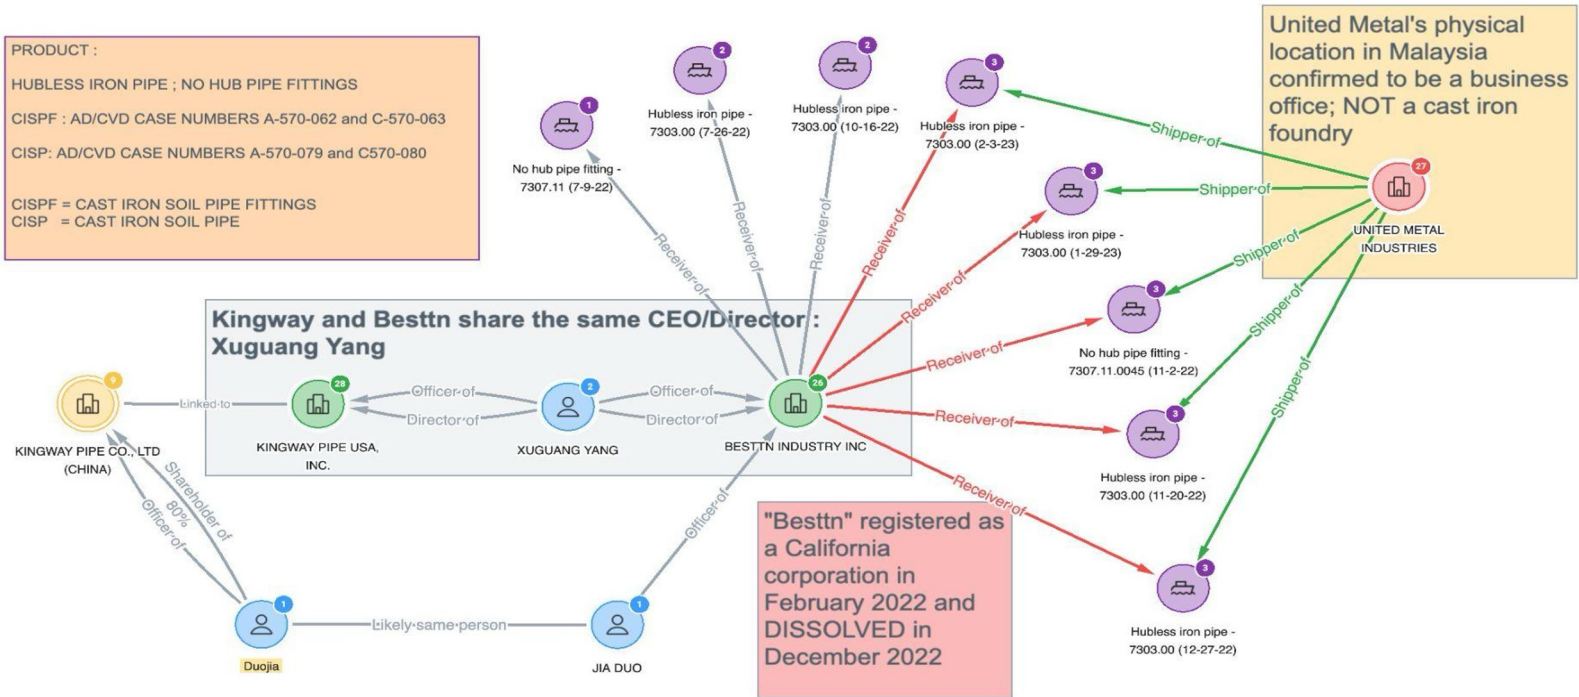 PRODUCT :
HUBLESS IRON PIPE ; NO HUB PIPE FITTINGS
CISPF : AD/CVD CASE NUMBERS A-570-062 and C-570-063
CISP: AD/CVD CASE NUMBERS A-570-079 and C570-080
CISPF = CAST IRON SOIL PIPE FITTINGS
CISP = CAST IRON SOIL PIPE
1
No hub pipe fitting -
7307.11 (7-9-22)
2
Hubless iron pipe -
7303.00 (7-26-22)
2
Hubless iron pipe -
7303.00 (10-16-22)
3
Hubless iron pipe -
7303.00 (2-3-23)
3
Hubless iron pipe -
7303.00 (1-29-23)
3
No hub pipe fitting -
7307.11.0045 (11-2-22)
3
Hubless iron pipe -
7303.00 (11-20-22)
3
Hubless iron pipe -
7303.00 (12-27-22)
United Metal's physical
location in Malaysia
confirmed to be a business
office; NOT a cast iron
foundry
27
UNITED METAL
INDUSTRIES
Shipper of
Shipper of
Shipper of
Shipper of
Shipper of
Receiver of
Receiver of
Receiver of
Receiver of
Receiver of
Receiver of
Receiver of
Receiver of
Kingway and Besttn share the same CEO/Director :
Xuguang Yang
9
KINGWAY PIPE CO., LTD
(CHINA)
Linked to
28
KINGWAY PIPE USA,
INC.
Officer of
Director of
2
XUGUANG YANG
Officer of
Director of
26
BESTTN INDUSTRY INC
Shareholder of
80%
Officer of
Officer of
1
Duojia
Likely same person
1
JIA DUO
"Besttn" registered as
a California
corporation in
February 2022 and
DISSOLVED in
December 2022